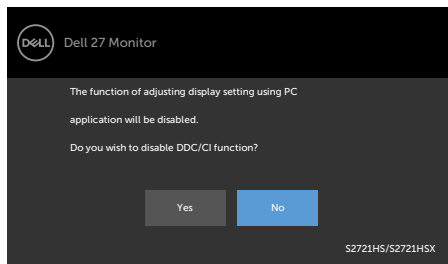 DELL Dell 27 Monitor
The function of adjusting display setting using PC
application will be disabled.
Do you wish to disable DDC/CI function?
Yes No
S2721HS/S2721HSX